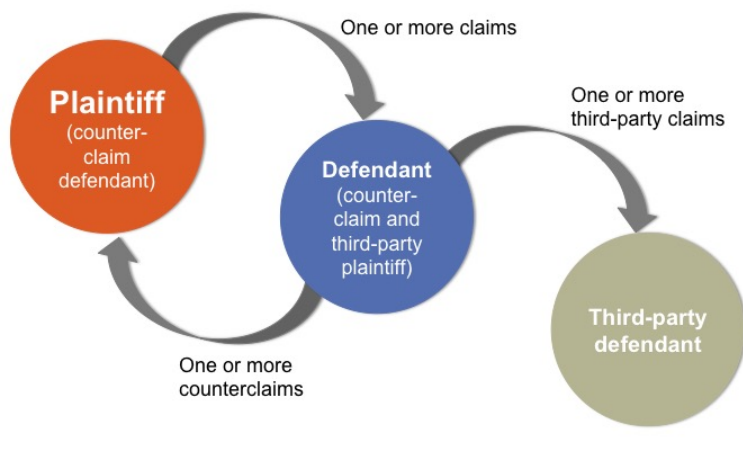 One or more claims
Plaintiff
(counter-
claim
defendant)
One or more
third-party claims
Defendant
(counter-
claim and
third-party
plaintiff)
Third-party
defendant
One or more
counterclaims